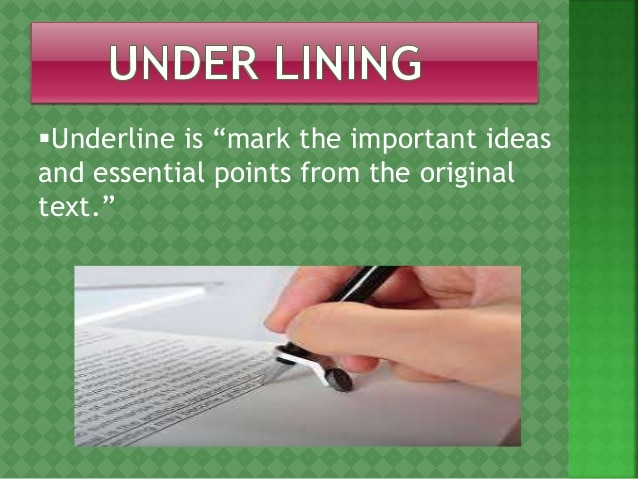 UNDER LINING
▪Underline is “mark the important ideas
and essential points from the original
text.”